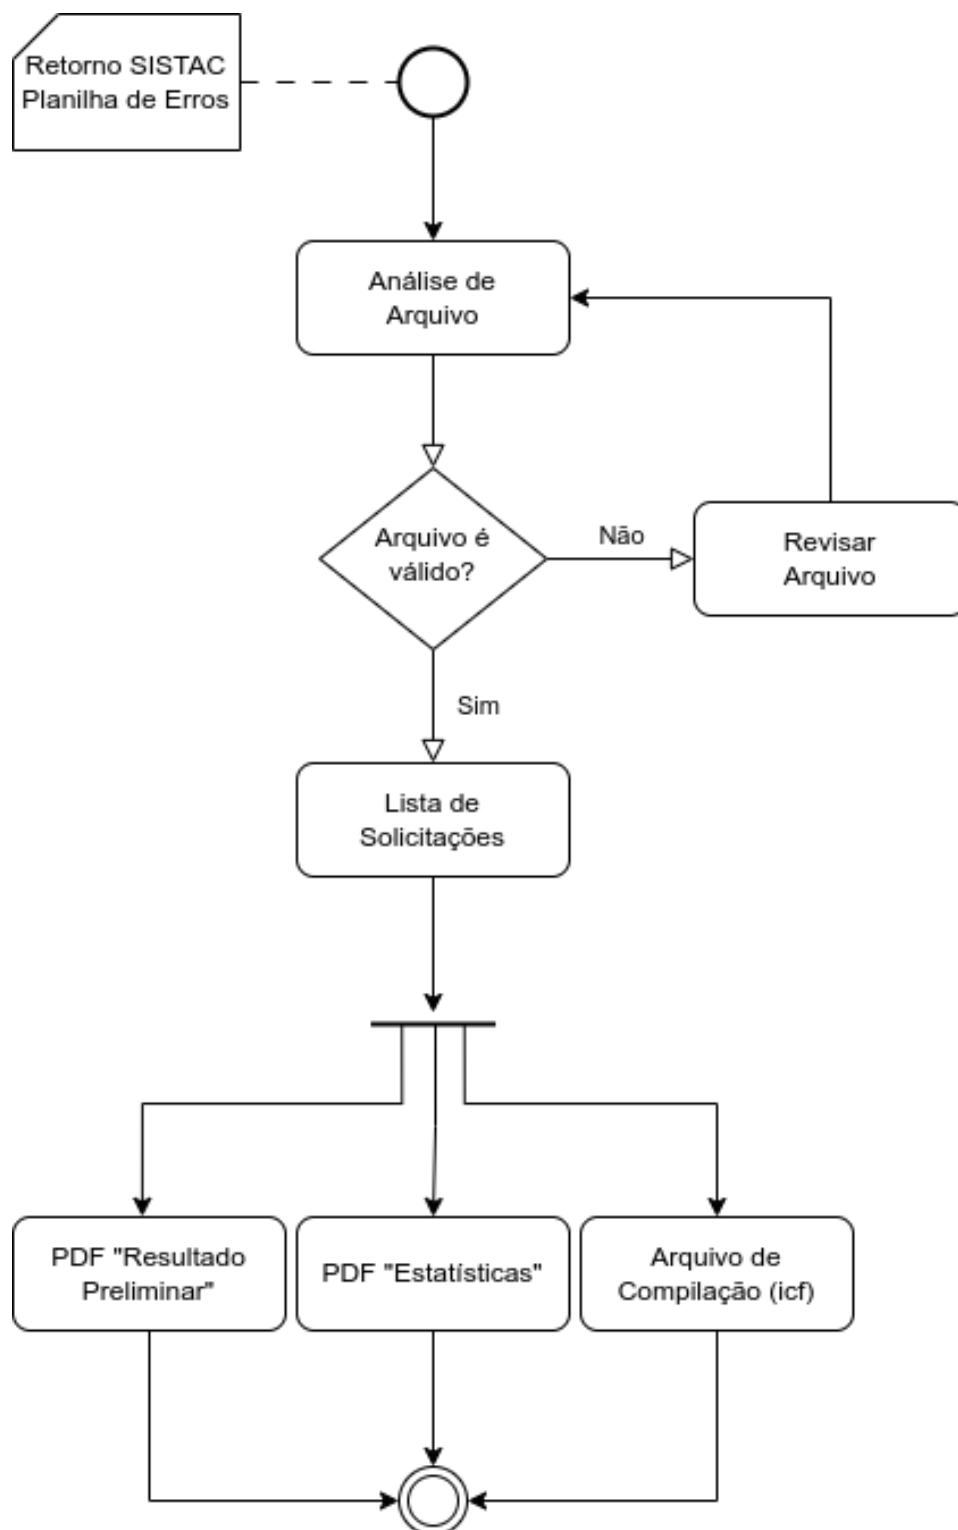 Retorno SISTAC
Planilha de Erros
Análise de
Arquivo
Arquivo é
válido?
Não
Revisar
Arquivo
Sim
Lista de
Solicitações
PDF "Resultado
Preliminar"
PDF "Estatísticas"
Arquivo de
Compilação (icf)